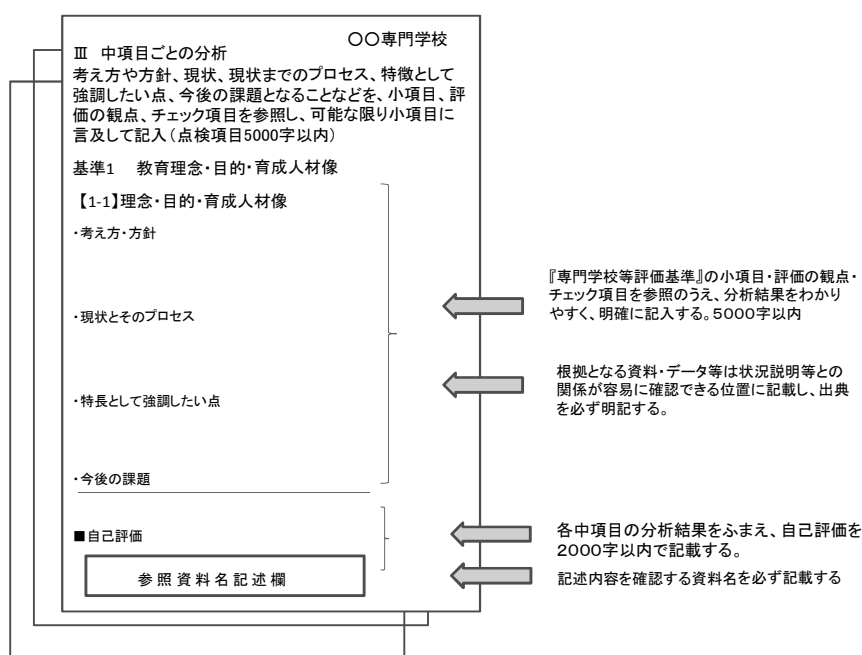 〇〇専門学校
Ⅲ 中項目ごとの分析
考え方や方針、現状、現状までのプロセス、特徴として
強調したい点、今後の課題となることなどを、小項目、評
価の観点、チェック項目を参照し、可能な限り小項目に
言及して記入(点検項目5000字以内)
基準1 教育理念・目的・育成人材像
【1-1】理念・目的・育成人材像
・考え方・方針
・現状とそのプロセス
・特長として強調したい点
・今後の課題
■自己評価
参照資料名記述欄
『専門学校等評価基準』の小項目・評価の観点・
チェック項目を参照のうえ、分析結果をわかり
やすく、明確に記入する。5000字以内
根拠となる資料・データ等は状況説明等との
関係が容易に確認できる位置に記載し、出典
を必ず明記する。
各中項目の分析結果をふまえ、自己評価を
2000字以内で記載する。
記述内容を確認する資料名を必ず記載する